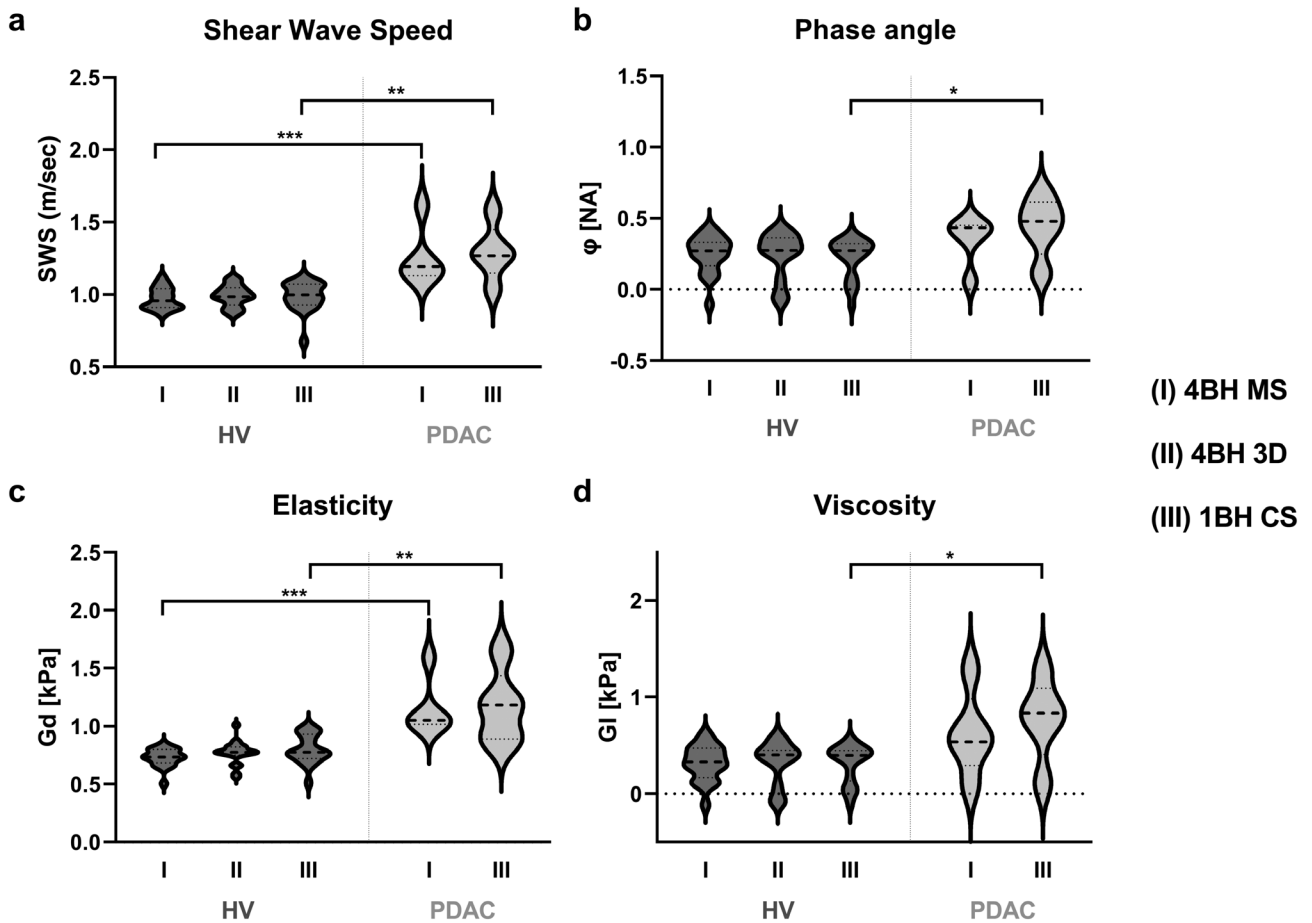 a
Shear Wave Speed
SWS (m/sec)
2.5
2.0
1.5
1.0
0.5
***
**
I II III I III
HV PDAC
b
Phase angle
φ [NA]
1.5
1.0
0.5
0.0
-0.5
*
I II III I III
HV PDAC
(I) 4BH MS
(II) 4BH 3D
(III) 1BH CS
c
Elasticity
Gd [kPa]
2.5
2.0
1.5
1.0
0.5
0.0
***
**
I II III I III
HV PDAC
d
Viscosity
Gl [kPa]
2
1
0
*
I II III I III
HV PDAC